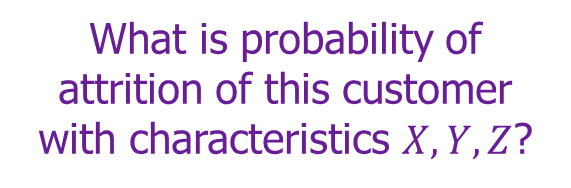 What is probability of
attrition of this customer
with characteristics X, Y, Z?